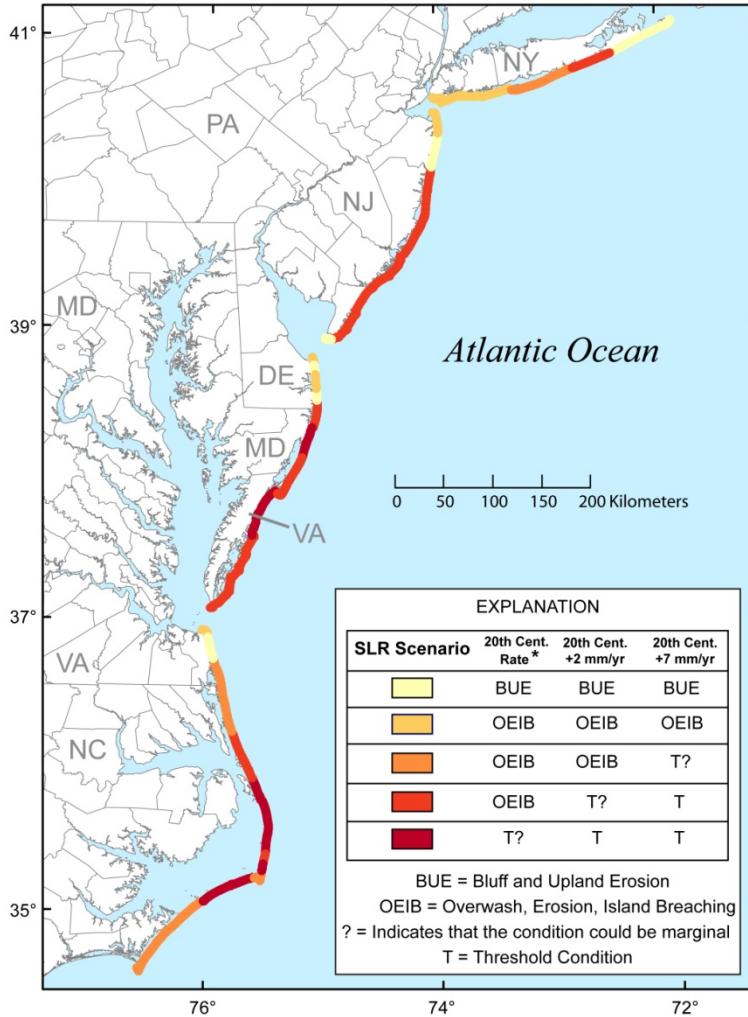 41°
NY
PA
NJ
MD
39°
Atlantic Ocean
DE
MD
0 50 100 150 200 Kilometers
VA
37°
VA
NC
35°
76° 74° 72°
EXPLANATION
SLR Scenario 20th Cent. Rate* 20th Cent. +2 mm/yr 20th Cent. +7 mm/yr
BUE BUE BUE
OEIB OEIB OEIB
OEIB OEIB T?
OEIB T? T
T? T T
BUE = Bluff and Upland Erosion
OEIB = Overwash, Erosion, Island Breaching
? = Indicates that the condition could be marginal
T = Threshold Condition